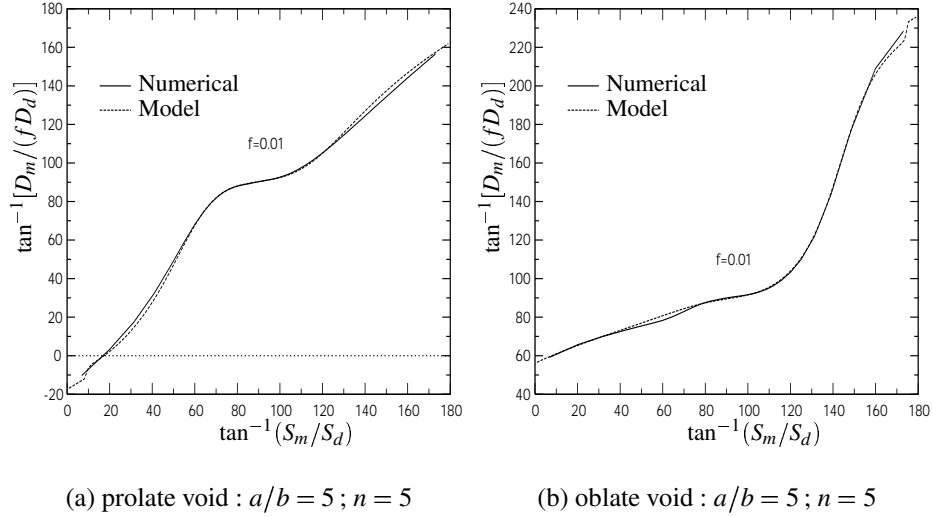 160
140
120
100
80
60
40
20
0
-20
0 20 40 60 80 100 120 140 160 180
tan⁻¹[D_m/(fD_d)]
Numerical
Model
f=0.01
tan⁻¹(S_m/S_d)
(a) prolate void : a/b = 5 ; n = 5
240
220
200
180
160
140
120
100
80
60
40
0 20 40 60 80 100 120 140 160 180
tan⁻¹[D_m/(fD_d)]
Numerical
Model
f=0.01
tan⁻¹(S_m/S_d)
(b) oblate void : a/b = 5 ; n = 5